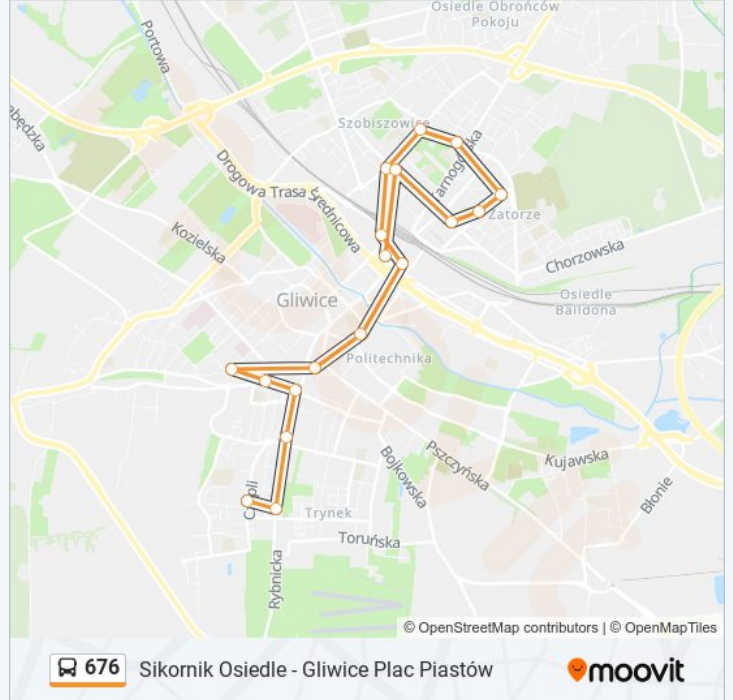 Osiedle Obrońców
Pokoju
Portowa
Szobiszowice
Drogowa Trasa Średnicowa
Zatorze
Kozielska
Chorzowska
Gliwice
Osiedle
Baildona
Politechnika
Pszczyńska
Kujawska
Bojkowska
Błonie
Trynek
Toruńska
Rybnicka
© OpenStreetMap contributors | © OpenMapTiles
676 Sikornik Osiedle - Gliwice Plac Piastów
moovit